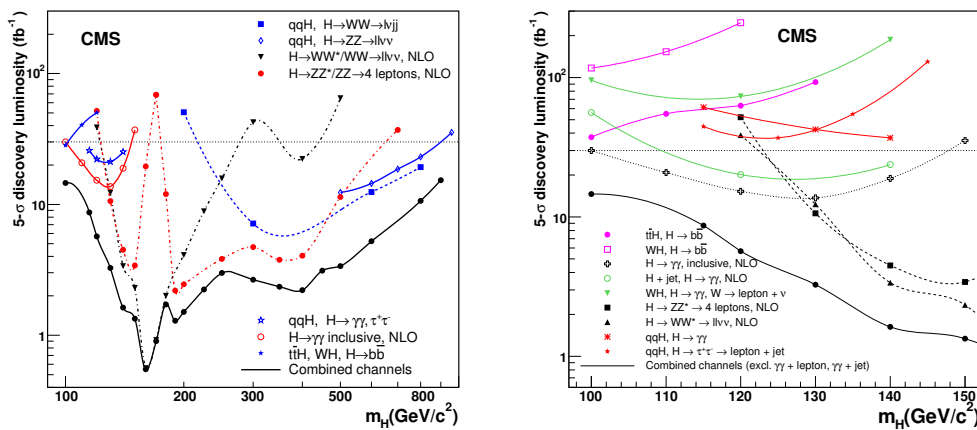 CMS
qqH, H→WW→lνjj
qqH, H→ZZ→llνν
H→WW*/WW→llνν, NLO
H→ZZ*/ZZ→4 leptons, NLO
5-σ discovery luminosity (fb⁻¹)
10²
10
1
qqH, H→γγ, τ⁺τ⁻
H→γγ inclusive, NLO
tt̄H, WH, H→bb̄
Combined channels
100 200 300 400 500 600 800
m_H(GeV/c²)
CMS
5-σ discovery luminosity (fb⁻¹)
10²
10
1
tt̄H, H → bb̄
WH, H → bb̄
H → γγ, inclusive, NLO
H + jet, H → γγ, NLO
WH, H → γγ, W → lepton + ν
H → ZZ* → 4 leptons, NLO
H → WW* → llνν, NLO
qqH, H → γγ
qqH, H → τ⁺τ⁻ → lepton + jet
Combined channels (excl. γγ + lepton, γγ + jet)
100 110 120 130 140 150
m_H(GeV/c²)